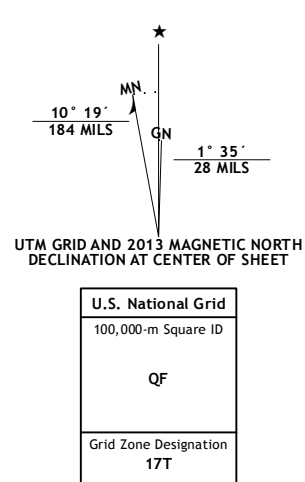 ★
MN
10° 19´
184 MILS
GN
1° 35´
28 MILS
UTM GRID AND 2013 MAGNETIC NORTH
DECLINATION AT CENTER OF SHEET
U.S. National Grid
100,000-m Square ID
QF
Grid Zone Designation
17T